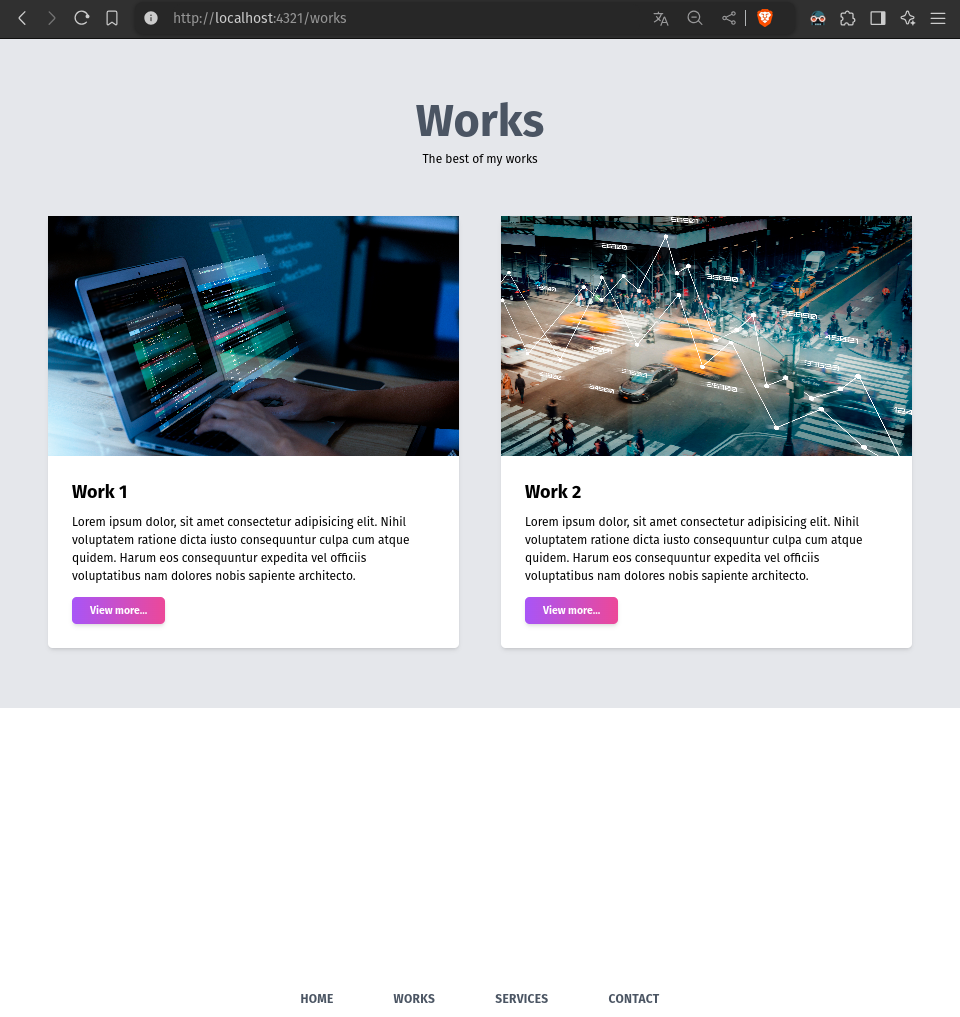 http://localhost:4321/works
Works
The best of my works
Work 1
Lorem ipsum dolor, sit amet consectetur adipisicing elit. Nihil
voluptatem ratione dicta iusto consequuntur culpa cum atque
quidem. Harum eos consequuntur expedita vel officiis
voluptatibus nam dolores nobis sapiente architecto.
View more...
Work 2
Lorem ipsum dolor, sit amet consectetur adipisicing elit. Nihil
voluptatem ratione dicta iusto consequuntur culpa cum atque
quidem. Harum eos consequuntur expedita vel officiis
voluptatibus nam dolores nobis sapiente architecto.
View more...
HOME WORKS SERVICES CONTACT